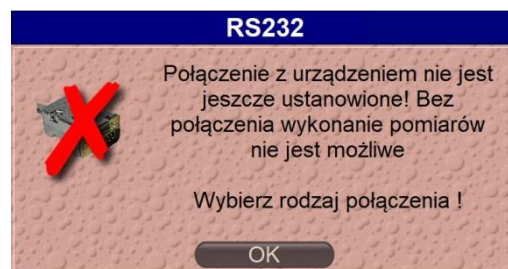 RS232
Połączenie z urządzeniem nie jest
jeszcze ustanowione! Bez
połączenia wykonanie pomiarów
nie jest możliwe
Wybierz rodzaj połączenia !
OK